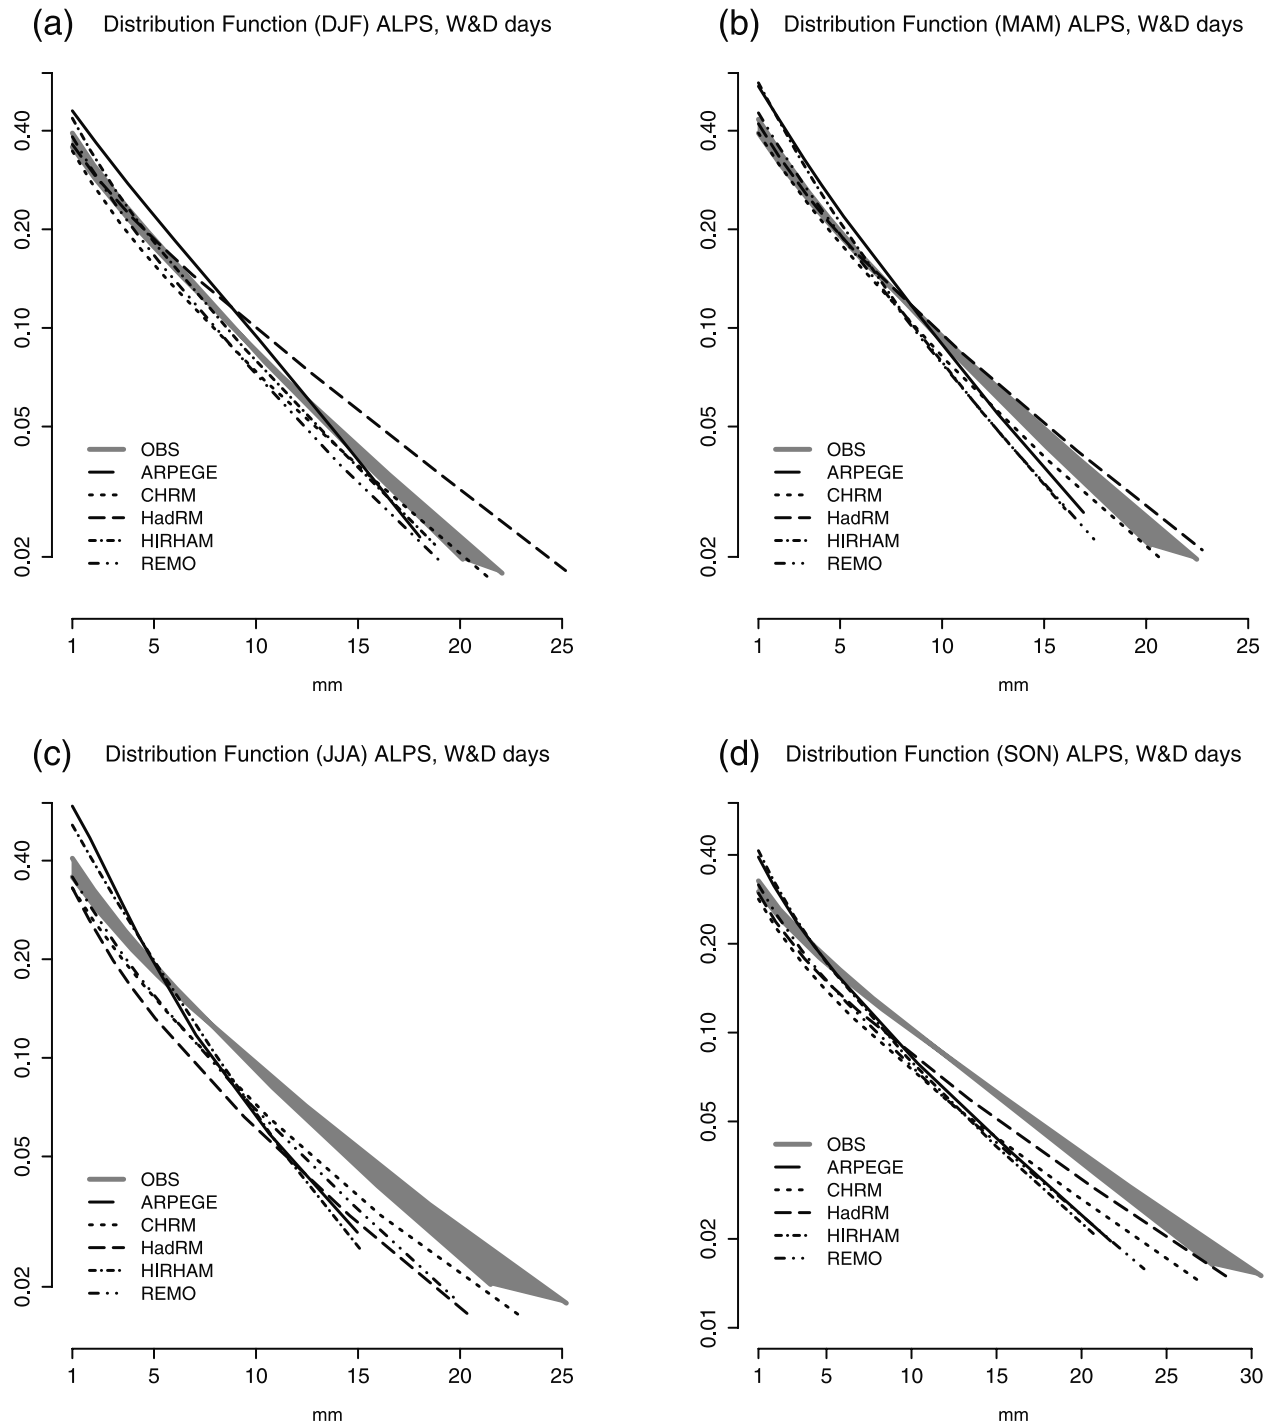 (a) Distribution Function (DJF) ALPS, W&D days
0.40
0.20
0.10
0.05
0.02
OBS
ARPEGE
CHRM
HadRM
HIRHAM
REMO
1 5 10 15 20 25
mm
(b) Distribution Function (MAM) ALPS, W&D days
0.40
0.20
0.10
0.05
0.02
OBS
ARPEGE
CHRM
HadRM
HIRHAM
REMO
1 5 10 15 20 25
mm
(c) Distribution Function (JJA) ALPS, W&D days
0.40
0.20
0.10
0.05
0.02
OBS
ARPEGE
CHRM
HadRM
HIRHAM
REMO
1 5 10 15 20 25
mm
(d) Distribution Function (SON) ALPS, W&D days
0.40
0.20
0.10
0.05
0.02
0.01
OBS
ARPEGE
CHRM
HadRM
HIRHAM
REMO
1 5 10 15 20 25 30
mm